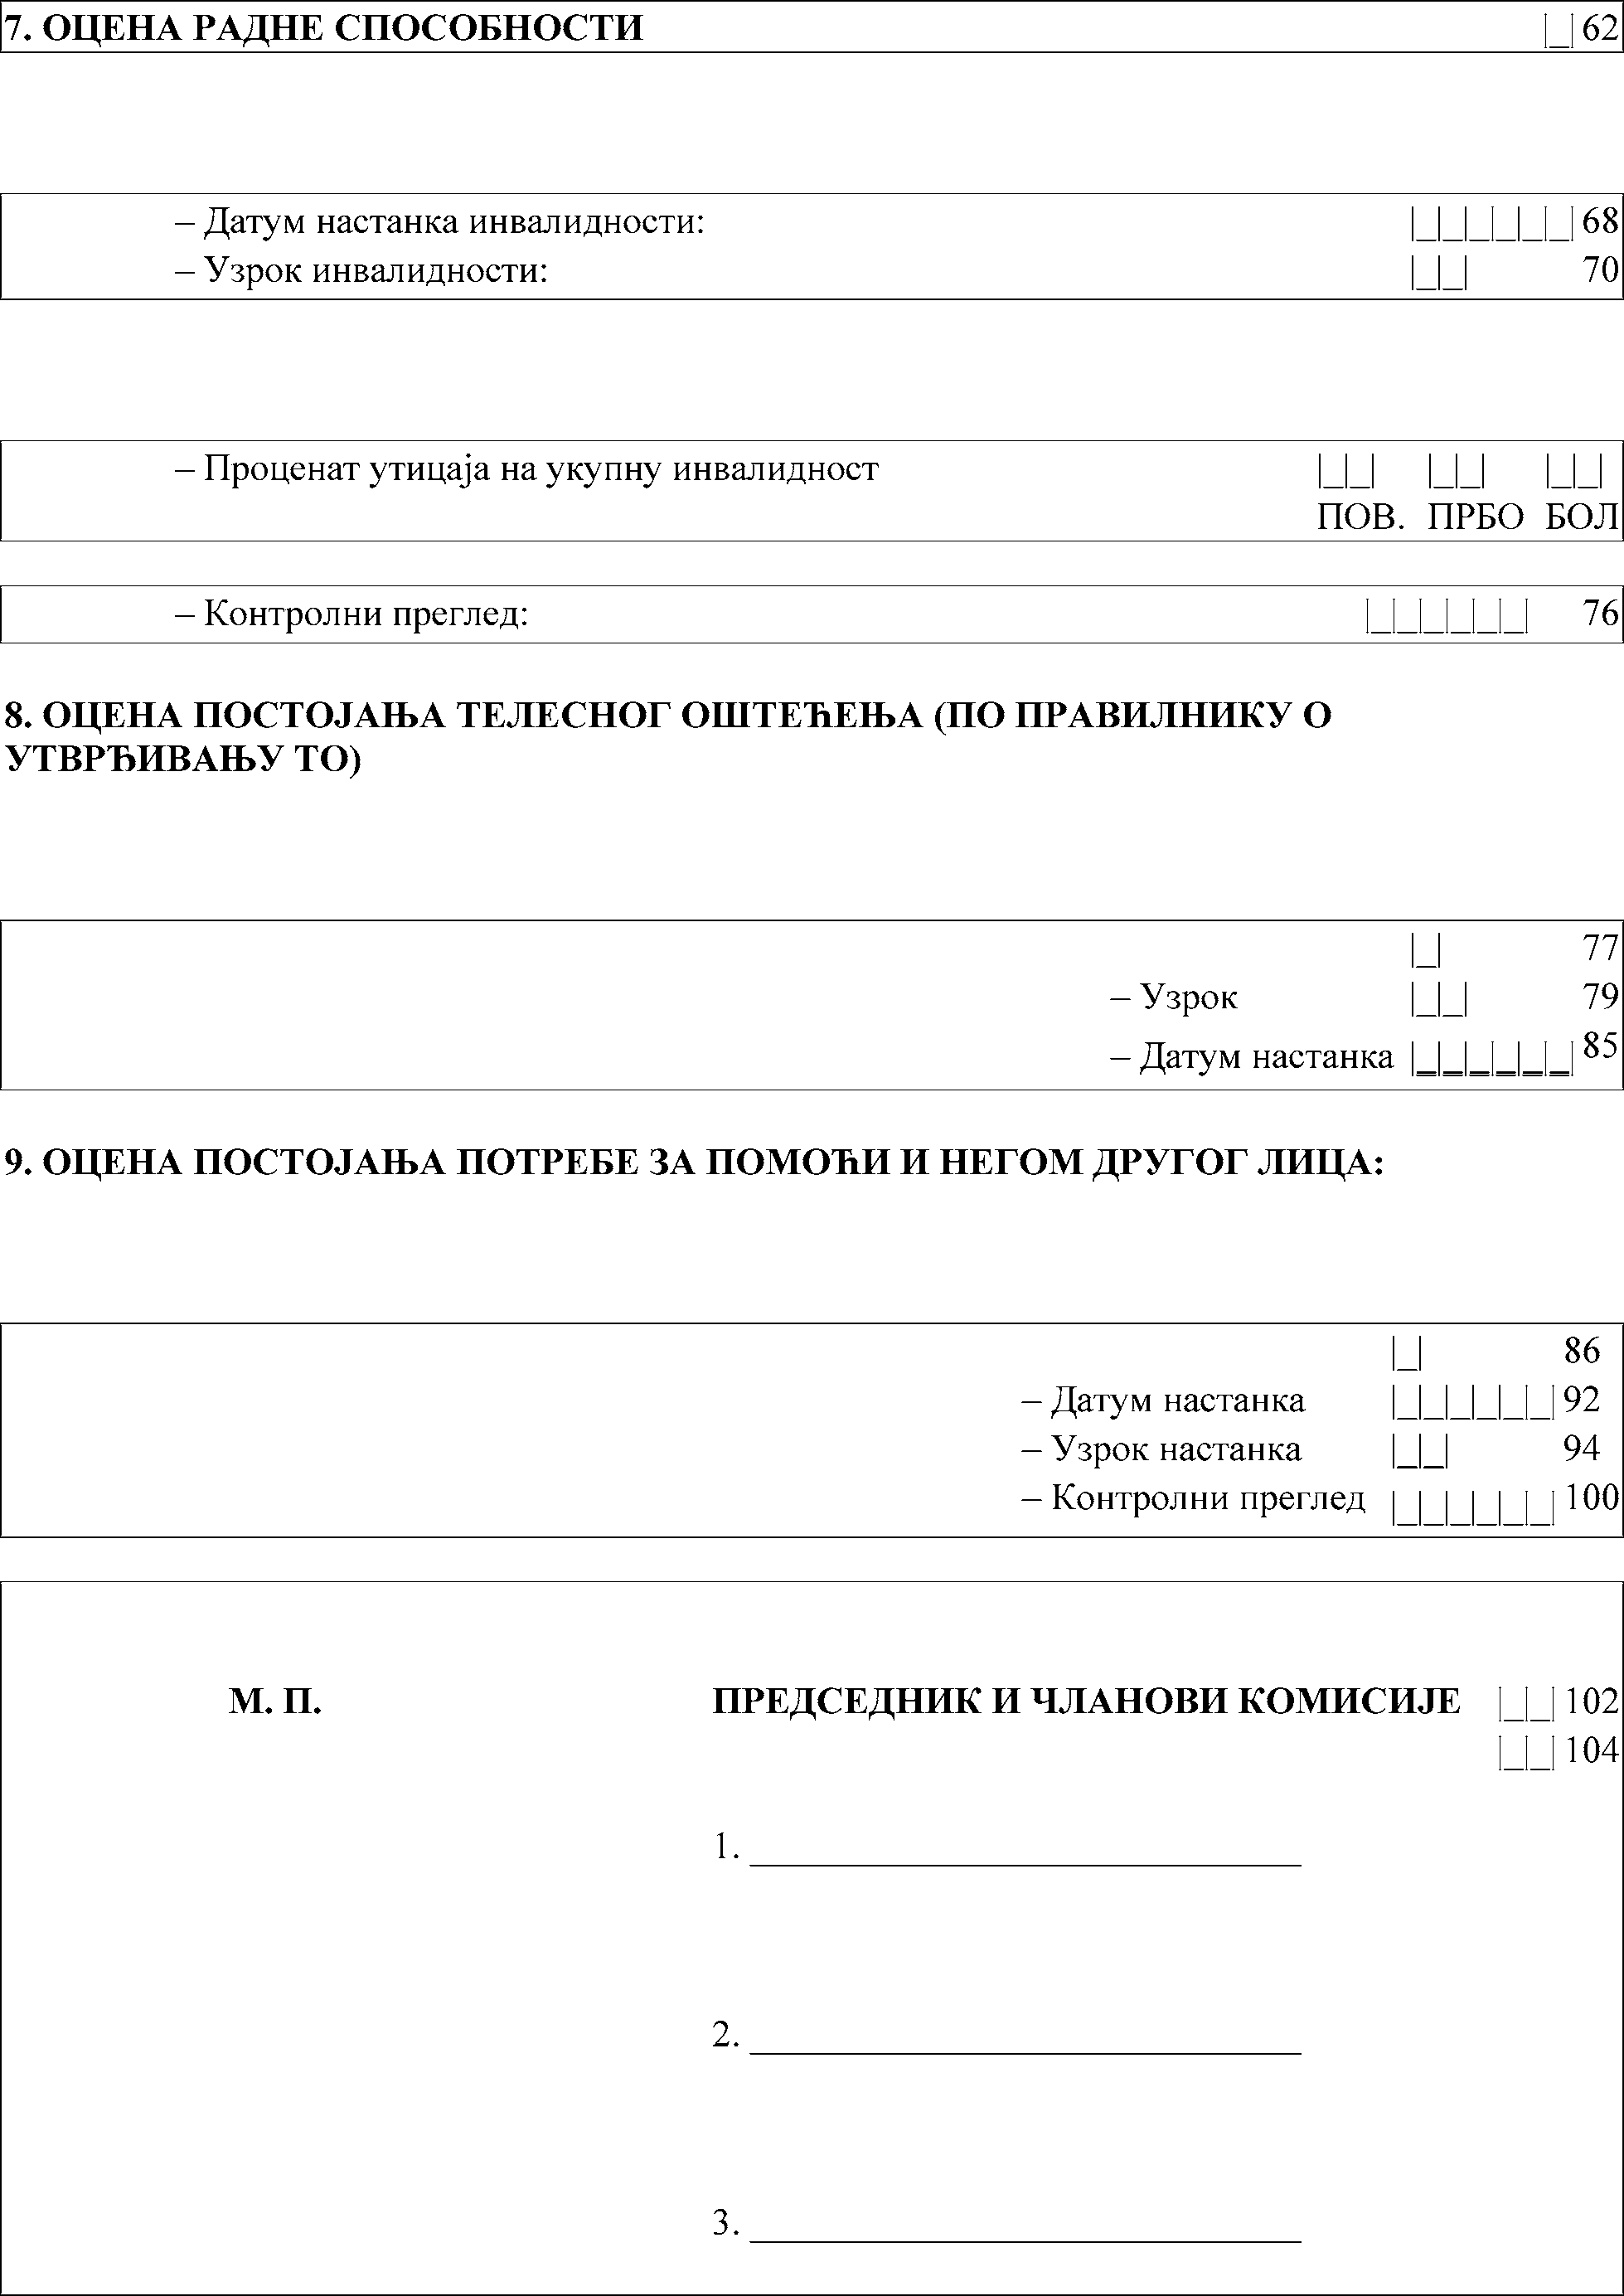 7. ОЦЕНА РАДНЕ СПОСОБНОСТИ |_| 62
– Датум настанка инвалидности: |_|_|_|_|_|_| 68
– Узрок инвалидности: |_|_| 70
– Проценат утицаја на укупну инвалидност |_|_| |_|_| |_|_|
ПОВ. ПРБО БОЛ
– Контролни преглед: |_|_|_|_|_|_| 76
8. ОЦЕНА ПОСТОЈАЊА ТЕЛЕСНОГ ОШТЕЋЕЊА (ПО ПРАВИЛНИКУ О
УТВРЂИВАЊУ ТО)
|_| 77
– Узрок |_|_| 79
– Датум настанка |_|_|_|_|_|_| 85
9. ОЦЕНА ПОСТОЈАЊА ПОТРЕБЕ ЗА ПОМОЋИ И НЕГОМ ДРУГОГ ЛИЦА:
|_| 86
– Датум настанка |_|_|_|_|_|_| 92
– Узрок настанка |_|_| 94
– Контролни преглед |_|_|_|_|_|_| 100
М. П. ПРЕДСЕДНИК И ЧЛАНОВИ КОМИСИЈЕ |_|_| 102
|_|_| 104
1. ______________________________
2. ______________________________
3. ______________________________